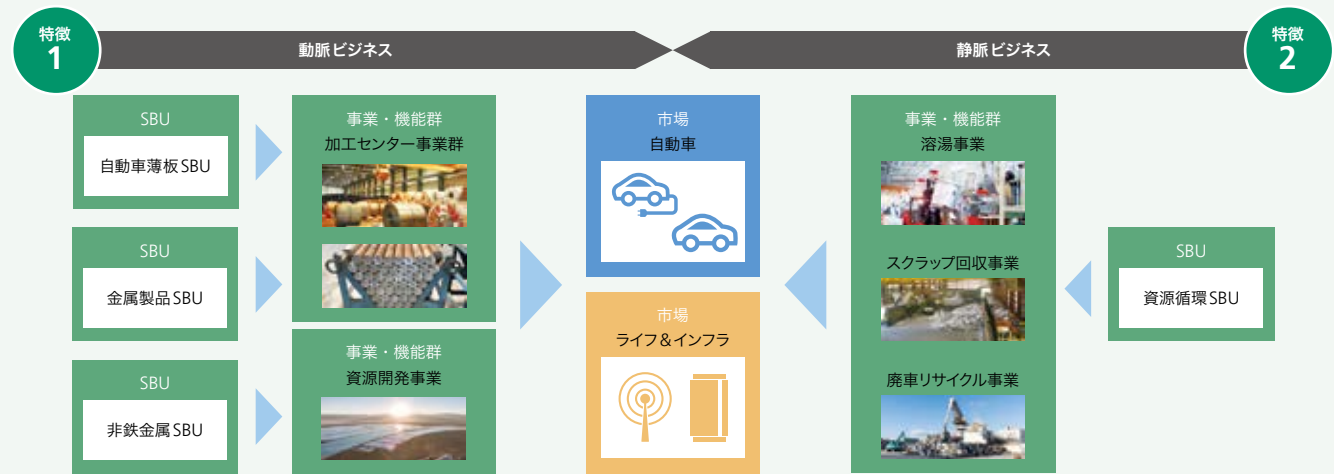 特徴
1
動脈ビジネス
静脈ビジネス
特徴
2
SBU
自動車薄板SBU
SBU
金属製品SBU
SBU
非鉄金属SBU
事業・機能群
加工センター事業群
事業・機能群
資源開発事業
市場
自動車
市場
ライフ&インフラ
事業・機能群
溶湯事業
スクラップ回収事業
廃車リサイクル事業
SBU
資源循環SBU